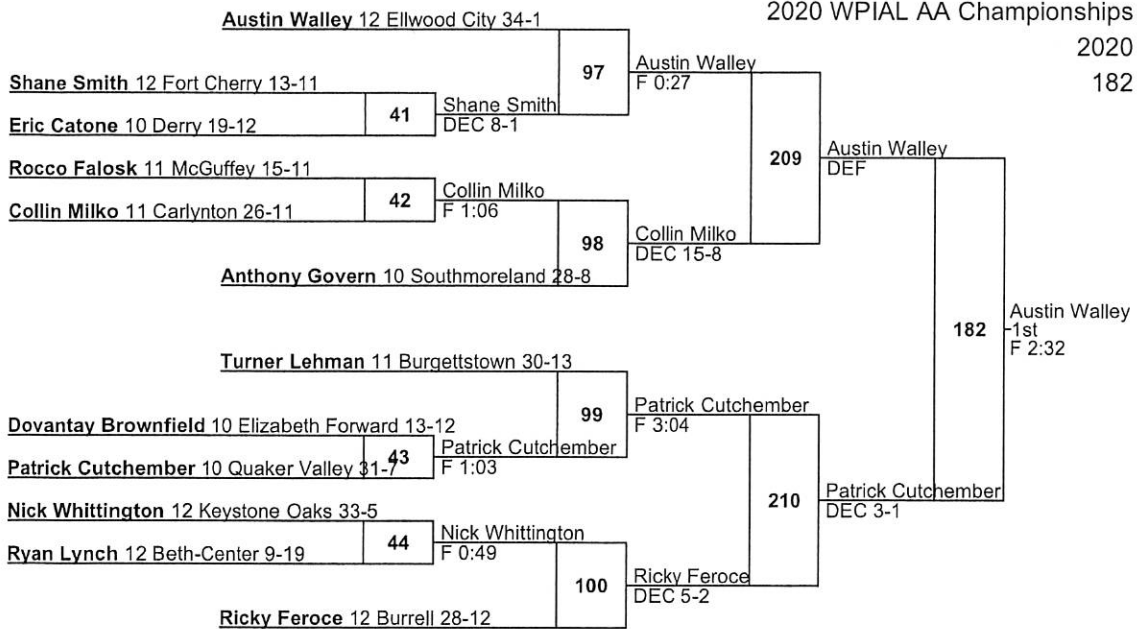 2020 WPIAL AA Championships
2020
182
Austin Walley 12 Ellwood City 34-1
97
Austin Walley
F 0:27
Shane Smith 12 Fort Cherry 13-11
41
Shane Smith
DEC 8-1
Eric Catone 10 Derry 19-12
209
Austin Walley
DEF
Rocco Falosk 11 McGuffey 15-11
42
Collin Milko
F 1:06
Collin Milko 11 Carlynton 26-11
98
Collin Milko
DEC 15-8
Anthony Govern 10 Southmoreland 28-8
182
Austin Walley
1st
F 2:32
Turner Lehman 11 Burgettstown 30-13
99
Patrick Cutchember
F 3:04
Dovantay Brownfield 10 Elizabeth Forward 13-12
43
Patrick Cutchember
F 1:03
Patrick Cutchember 10 Quaker Valley 31-7
210
Patrick Cutchember
DEC 3-1
Nick Whittington 12 Keystone Oaks 33-5
44
Nick Whittington
F 0:49
Ryan Lynch 12 Beth-Center 9-19
100
Ricky Feroce
DEC 5-2
Ricky Feroce 12 Burrell 28-12